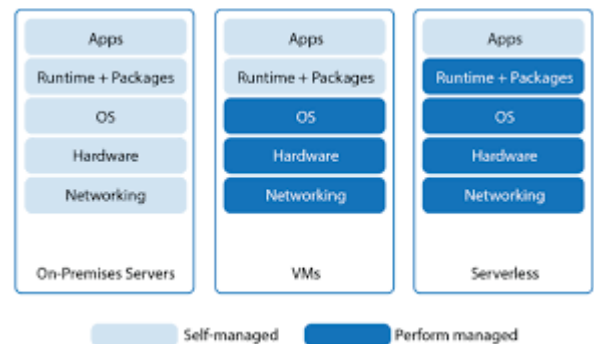 Apps
Runtime + Packages
OS
Hardware
Networking
On-Premises Servers
Apps
Runtime + Packages
OS
Hardware
Networking
VMs
Apps
Runtime + Packages
OS
Hardware
Networking
Serverless
Self-managed
Perform managed